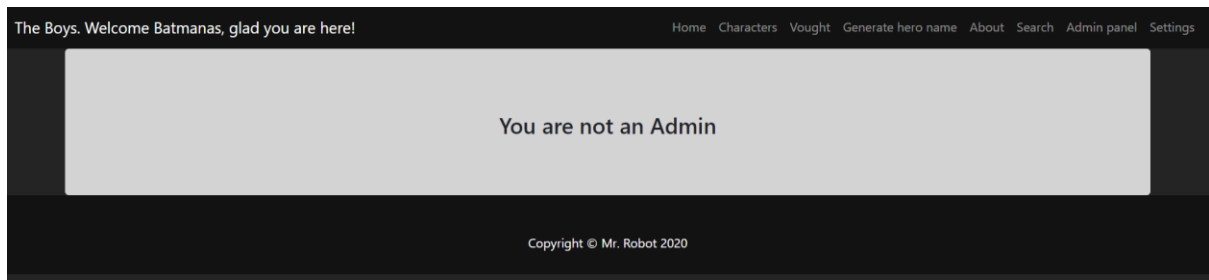 The Boys. Welcome Batmanas, glad you are here! Home Characters Vought Generate hero name About Search Admin panel Settings
You are not an Admin
Copyright © Mr. Robot 2020